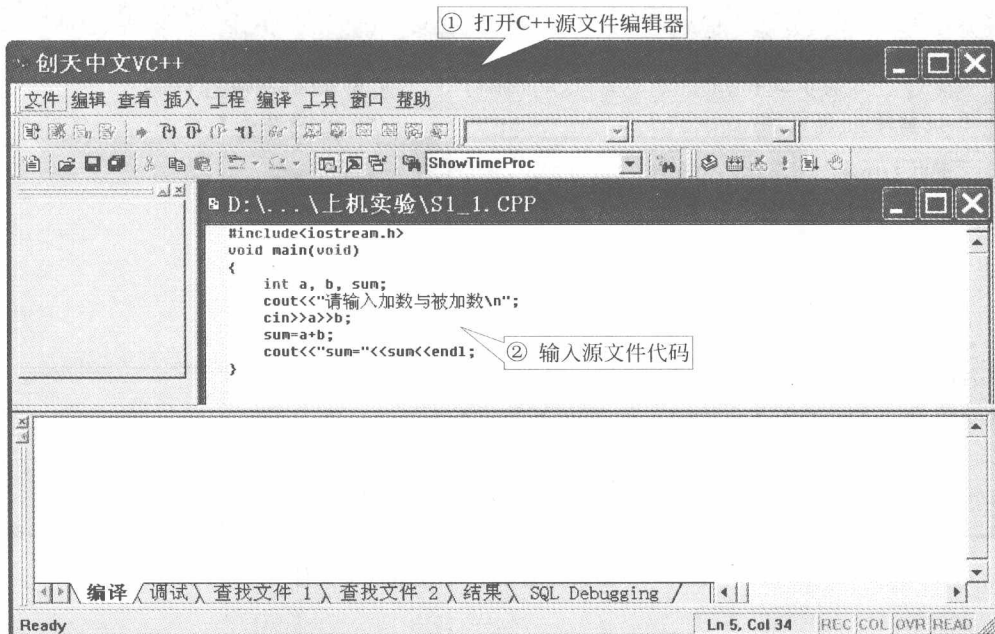 ① 打开C++源文件编辑器
创天中文VC++
文件 编辑 查看 插入 工程 编译 工具 窗口 帮助
ShowTimeProc
D:\...\上机实验\S1_1.CPP
#include<iostream.h>
void main(void)
{
int a, b, sum;
cout<<"请输入加数与被加数\n";
cin>>a>>b;
sum=a+b;
cout<<"sum="<<sum<<endl;
}
② 输入源文件代码
编译 调试 查找文件 1 查找文件 2 结果 SQL Debugging
Ready Ln 5, Col 34 REC COL OVR READ